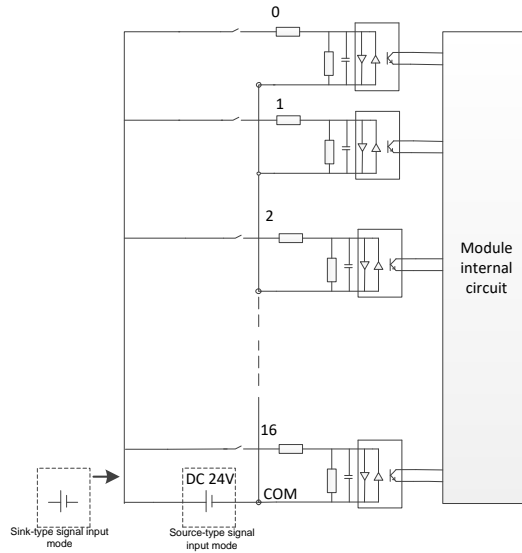 0
1
2
Module
internal
circuit
16
DC 24V
COM
Sink-type signal input
mode
Source-type signal
input mode